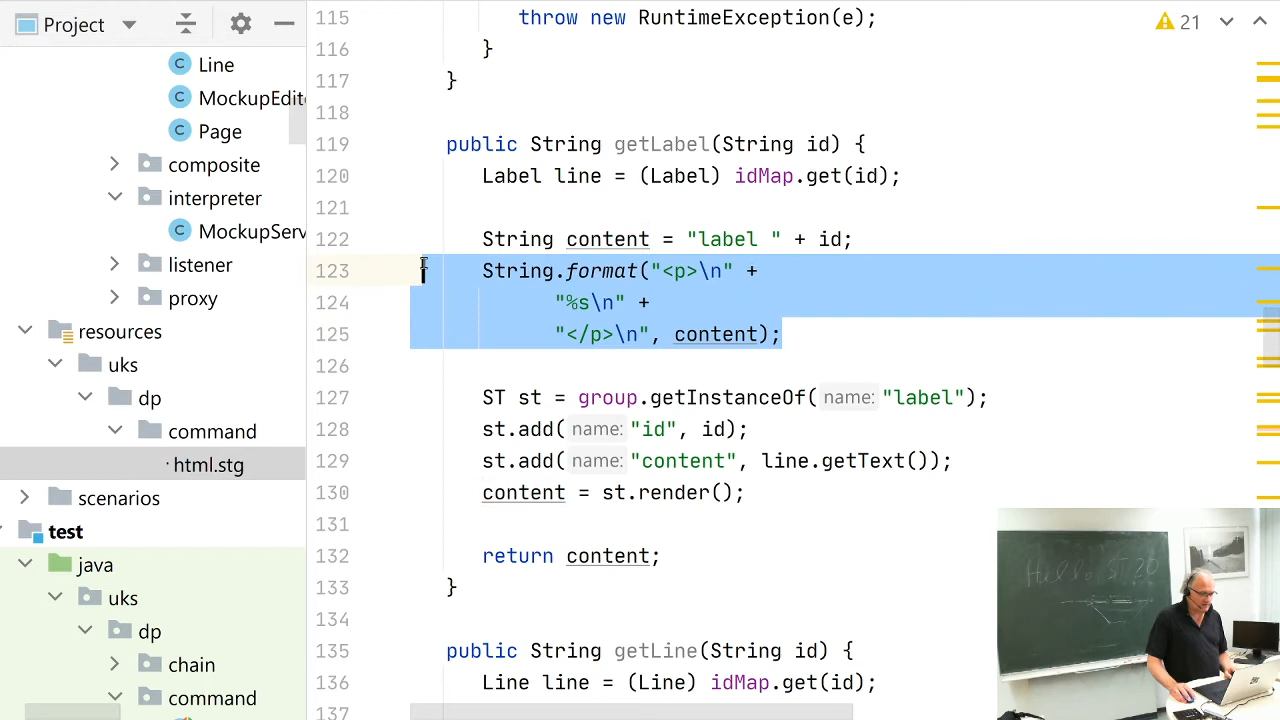 Project
Line
MockupEdit
Page
composite
interpreter
MockupServ
listener
proxy
resources
uks
dp
command
html.stg
scenarios
test
java
uks
dp
chain
command
21
115 throw new RuntimeException(e);
116 }
117 }
118
119 public String getLabel(String id) {
120 Label line = (Label) idMap.get(id);
121
122 String content = "label " + id;
123 String.format("<p>\n" +
124 "%s\n" +
125 "</p>\n", content);
126
127 ST st = group.getInstanceOf( name: "label");
128 st.add( name: "id", id);
129 st.add( name: "content", line.getText());
130 content = st.render();
131
132 return content;
133 }
134
135 public String getLine(String id) {
136 Line line = (Line) idMap.get(id);
137
Hello ST 20